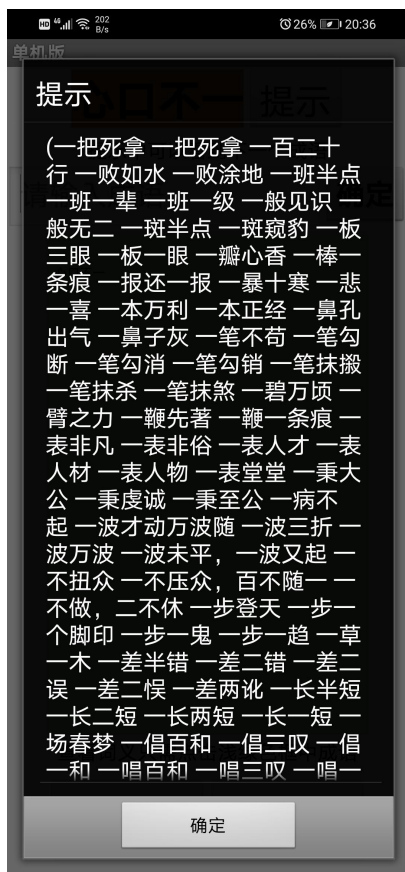 HD 46 202 B/s 26% 20:36
单机版
心口不一 提示
提示
(一把死拿 一把死拿 一百二十
行 一败如水 一败涂地 一班半点
一班一辈 一班一级 一般见识 一
般无二 一斑半点 一斑窥豹 一板
三眼 一板一眼 一瓣心香 一棒一
条痕 一报还一报 一暴十寒 一悲
一喜 一本万利 一本正经 一鼻孔
出气 一鼻子灰 一笔不苟 一笔勾
断 一笔勾消 一笔勾销 一笔抹搬
一笔抹杀 一笔抹煞 一碧万顷 一
臂之力 一鞭先著 一鞭一条痕 一
表非凡 一表非俗 一表人才 一表
人材 一表人物 一表堂堂 一秉大
公 一秉虔诚 一秉至公 一病不
起 一波才动万波随 一波三折 一
波万波 一波未平，一波又起 一
不扭众 一不压众，百不随一 一
不做，二不休 一步登天 一步一
个脚印 一步一鬼 一步一趋 一草
一木 一差半错 一差二错 一差二
误 一差二悮 一差两讹 一长半短
一长二短 一长两短 一长一短 一
场春梦 一倡百和 一倡三叹 一倡
一和 一唱百和 一唱三叹 一唱一
确定